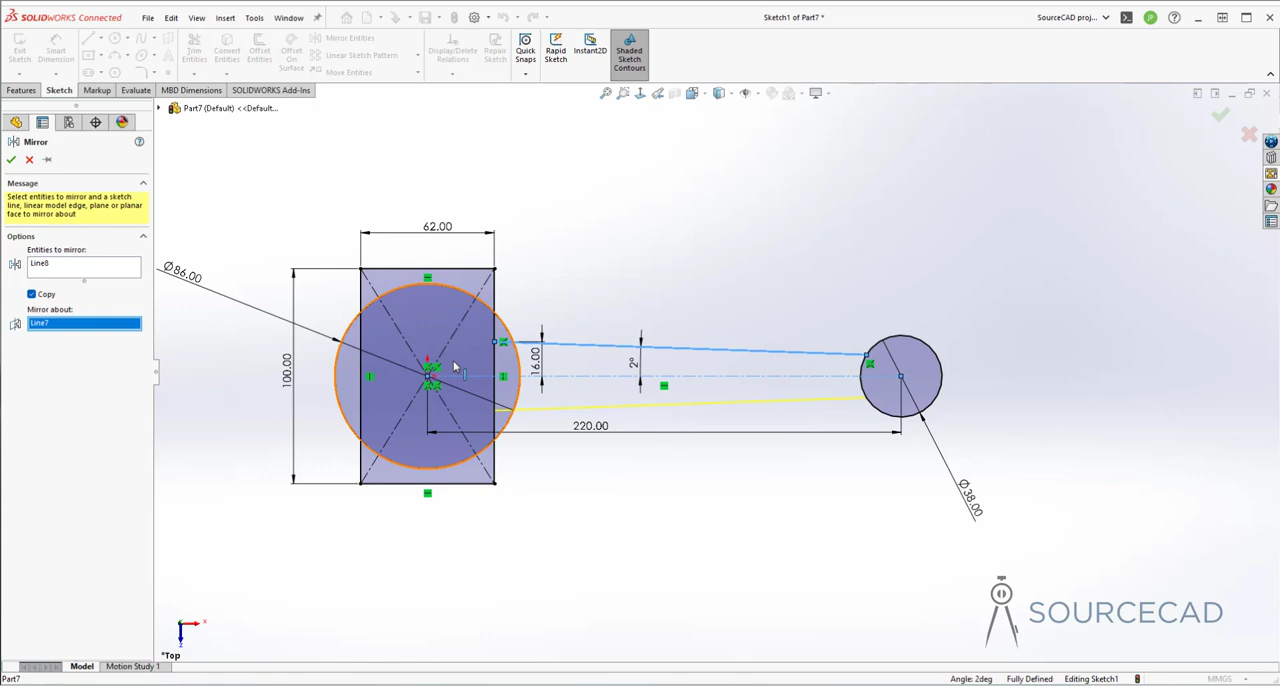 SOLIDWORKS Connected
File Edit View Insert Tools Window
Sketch1 of Part7 *
SourceCAD proj...
JP
Exit Sketch
Smart Dimension
Trim Entities
Convert Entities
Offset Entities
Offset On Surface
Mirror Entities
Linear Sketch Pattern
Move Entities
Display/Delete Relations
Repair Sketch
Quick Snaps
Rapid Sketch
Instant2D
Shaded Sketch Contours
Features Sketch Markup Evaluate MBD Dimensions SOLIDWORKS Add-Ins
Part7 (Default) <<Default...
Mirror
Message
Select entities to mirror and a sketch
line, linear model edge, plane or planar
face to mirror about
Options
Entities to mirror:
Line8
Copy
Mirror about:
Line7
62.00
Ø86.00
100.00
16.00
2°
220.00
Ø38.00
SOURCECAD
x
z
*Top
Model Motion Study 1
Part7
Angle: 2deg Fully Defined Editing Sketch1 MMGS